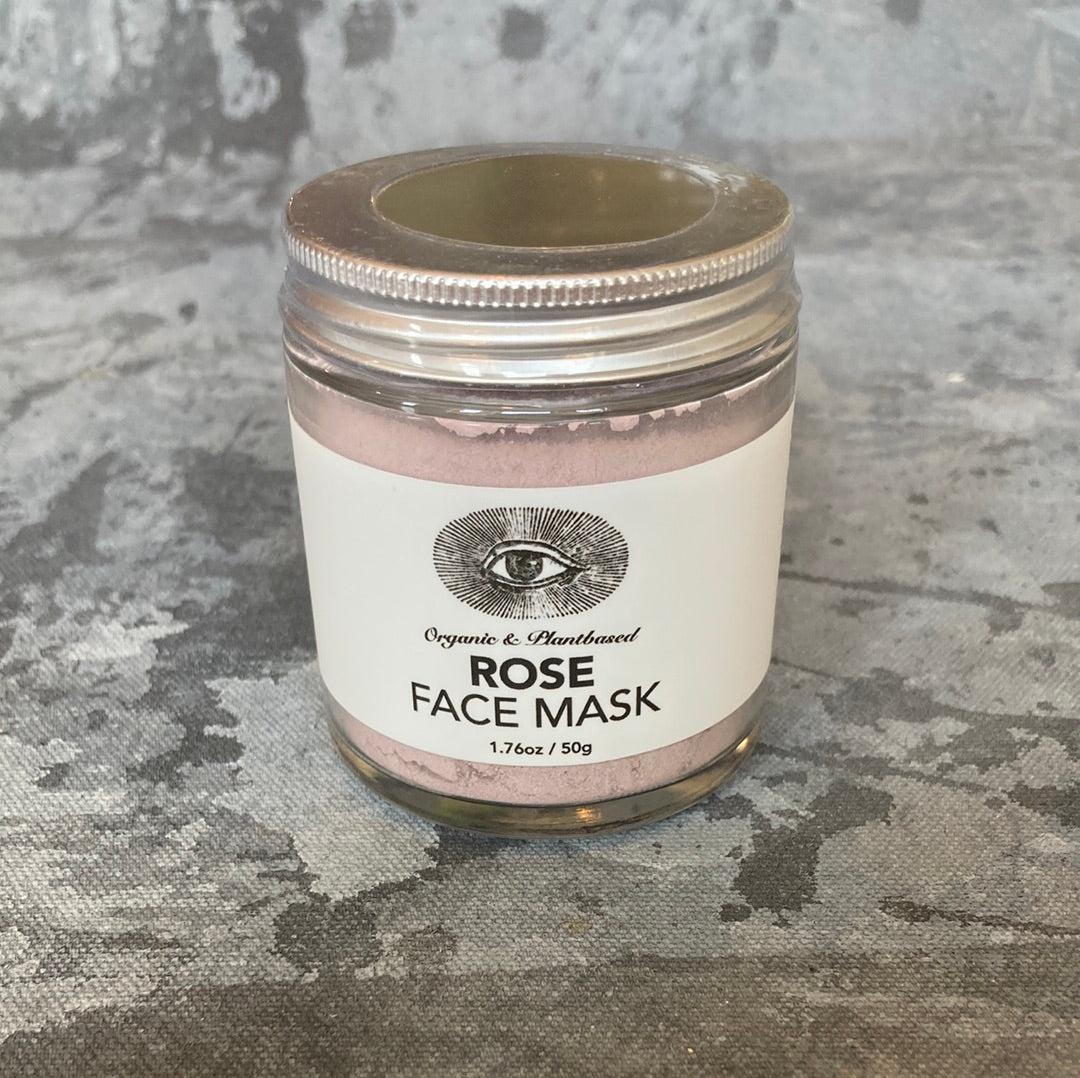 Organic & Plantbased
ROSE
FACE MASK
1.76oz / 50g